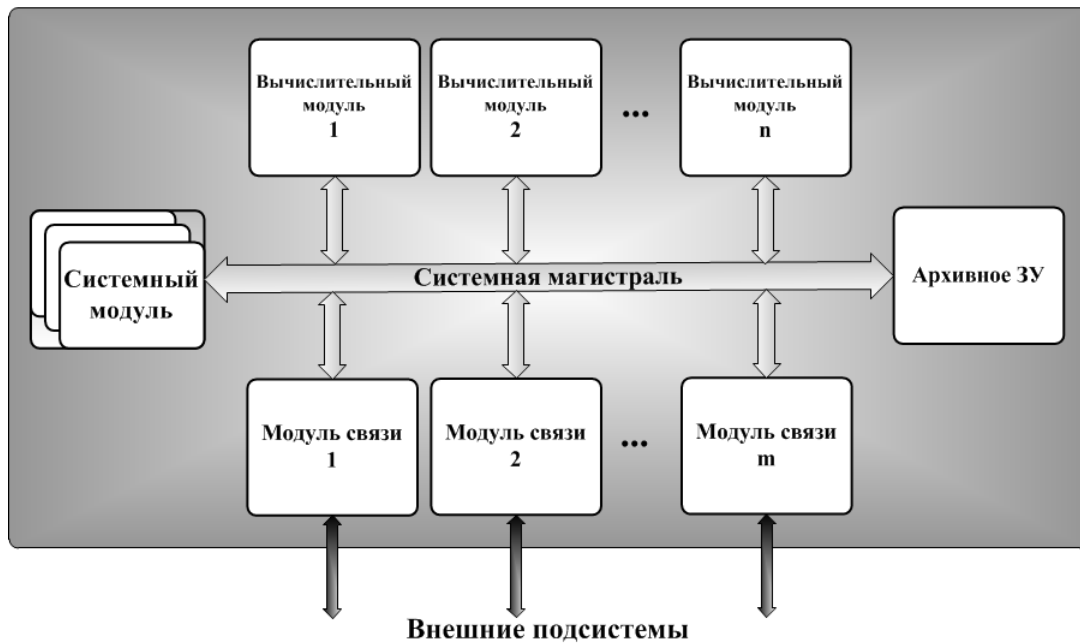 Вычислительный
модуль
1
Вычислительный
модуль
2
...
Вычислительный
модуль
n
Системный
модуль
Системная магистраль
Архивное ЗУ
Модуль связи
1
Модуль связи
2
...
Модуль связи
m
Внешние подсистемы